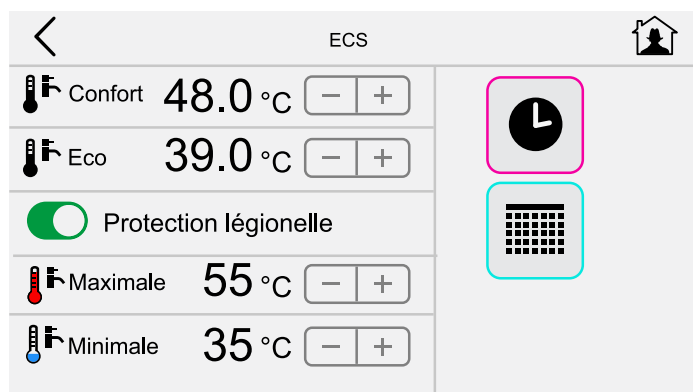 ECS
Confort 48.0 °C − +
Eco 39.0 °C − +
Protection légionelle
Maximale 55 °C − +
Minimale 35 °C − +